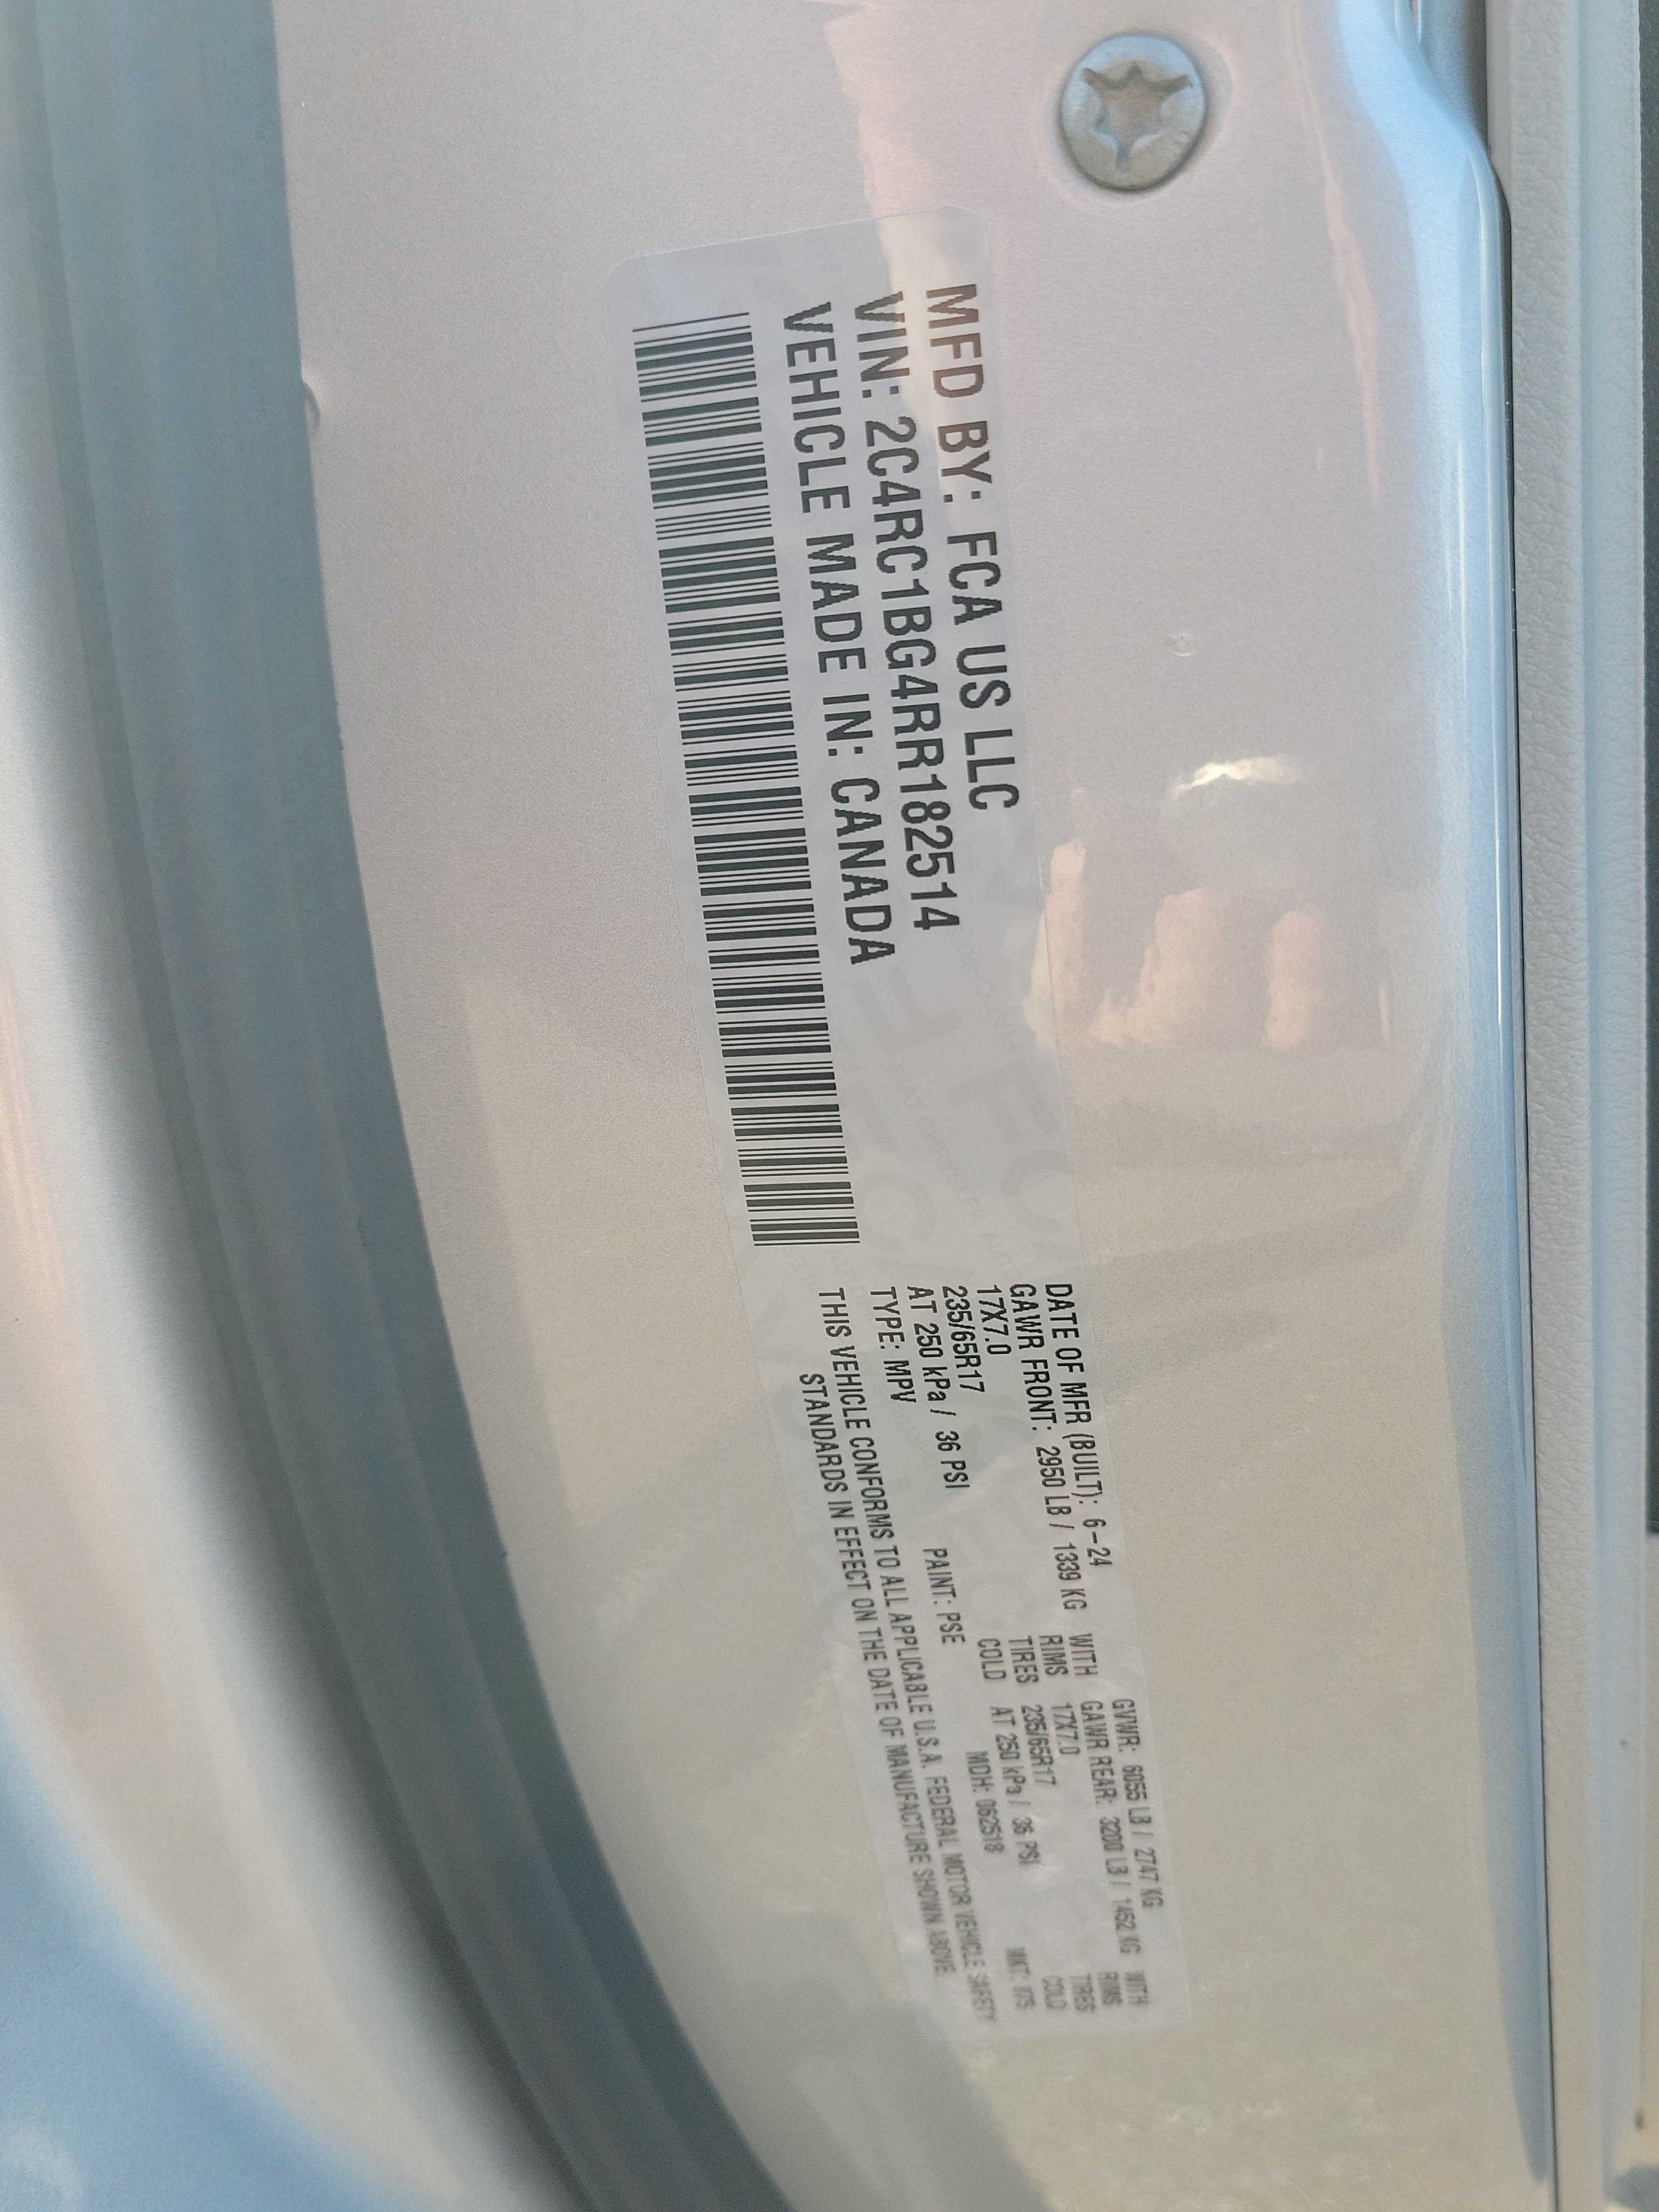 MFD BY: FCA US LLC
VIN: 2C4RC1BG4RR182514
VEHICLE MADE IN: CANADA
DATE OF MFR (BUILT): 6-24 GVWR: 6055 LB / 2747 KG
GAWR FRONT: 2950 LB / 1339 KG WITH GAWR REAR: 3200 LB / 1452 KG WITH
17X7.0 RIMS 17X7.0 RIMS
235/65R17 TIRES 235/65R17 TIRES
AT 250 kPa / 36 PSI COLD AT 250 kPa / 36 PSI COLD
TYPE: MPV PAINT: PSE MDH: 062518 MKT:
THIS VEHICLE CONFORMS TO ALL APPLICABLE U.S.A. FEDERAL MOTOR VEHICLE SAFETY
STANDARDS IN EFFECT ON THE DATE OF MANUFACTURE SHOWN ABOVE.